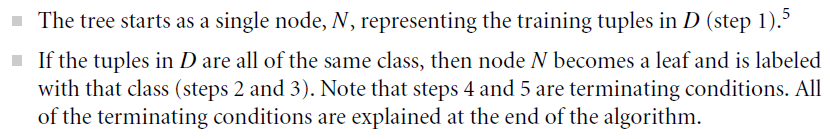 The tree starts as a single node, N, representing the training tuples in D (step 1).5
If the tuples in D are all of the same class, then node N becomes a leaf and is labeled
with that class (steps 2 and 3). Note that steps 4 and 5 are terminating conditions. All
of the terminating conditions are explained at the end of the algorithm.